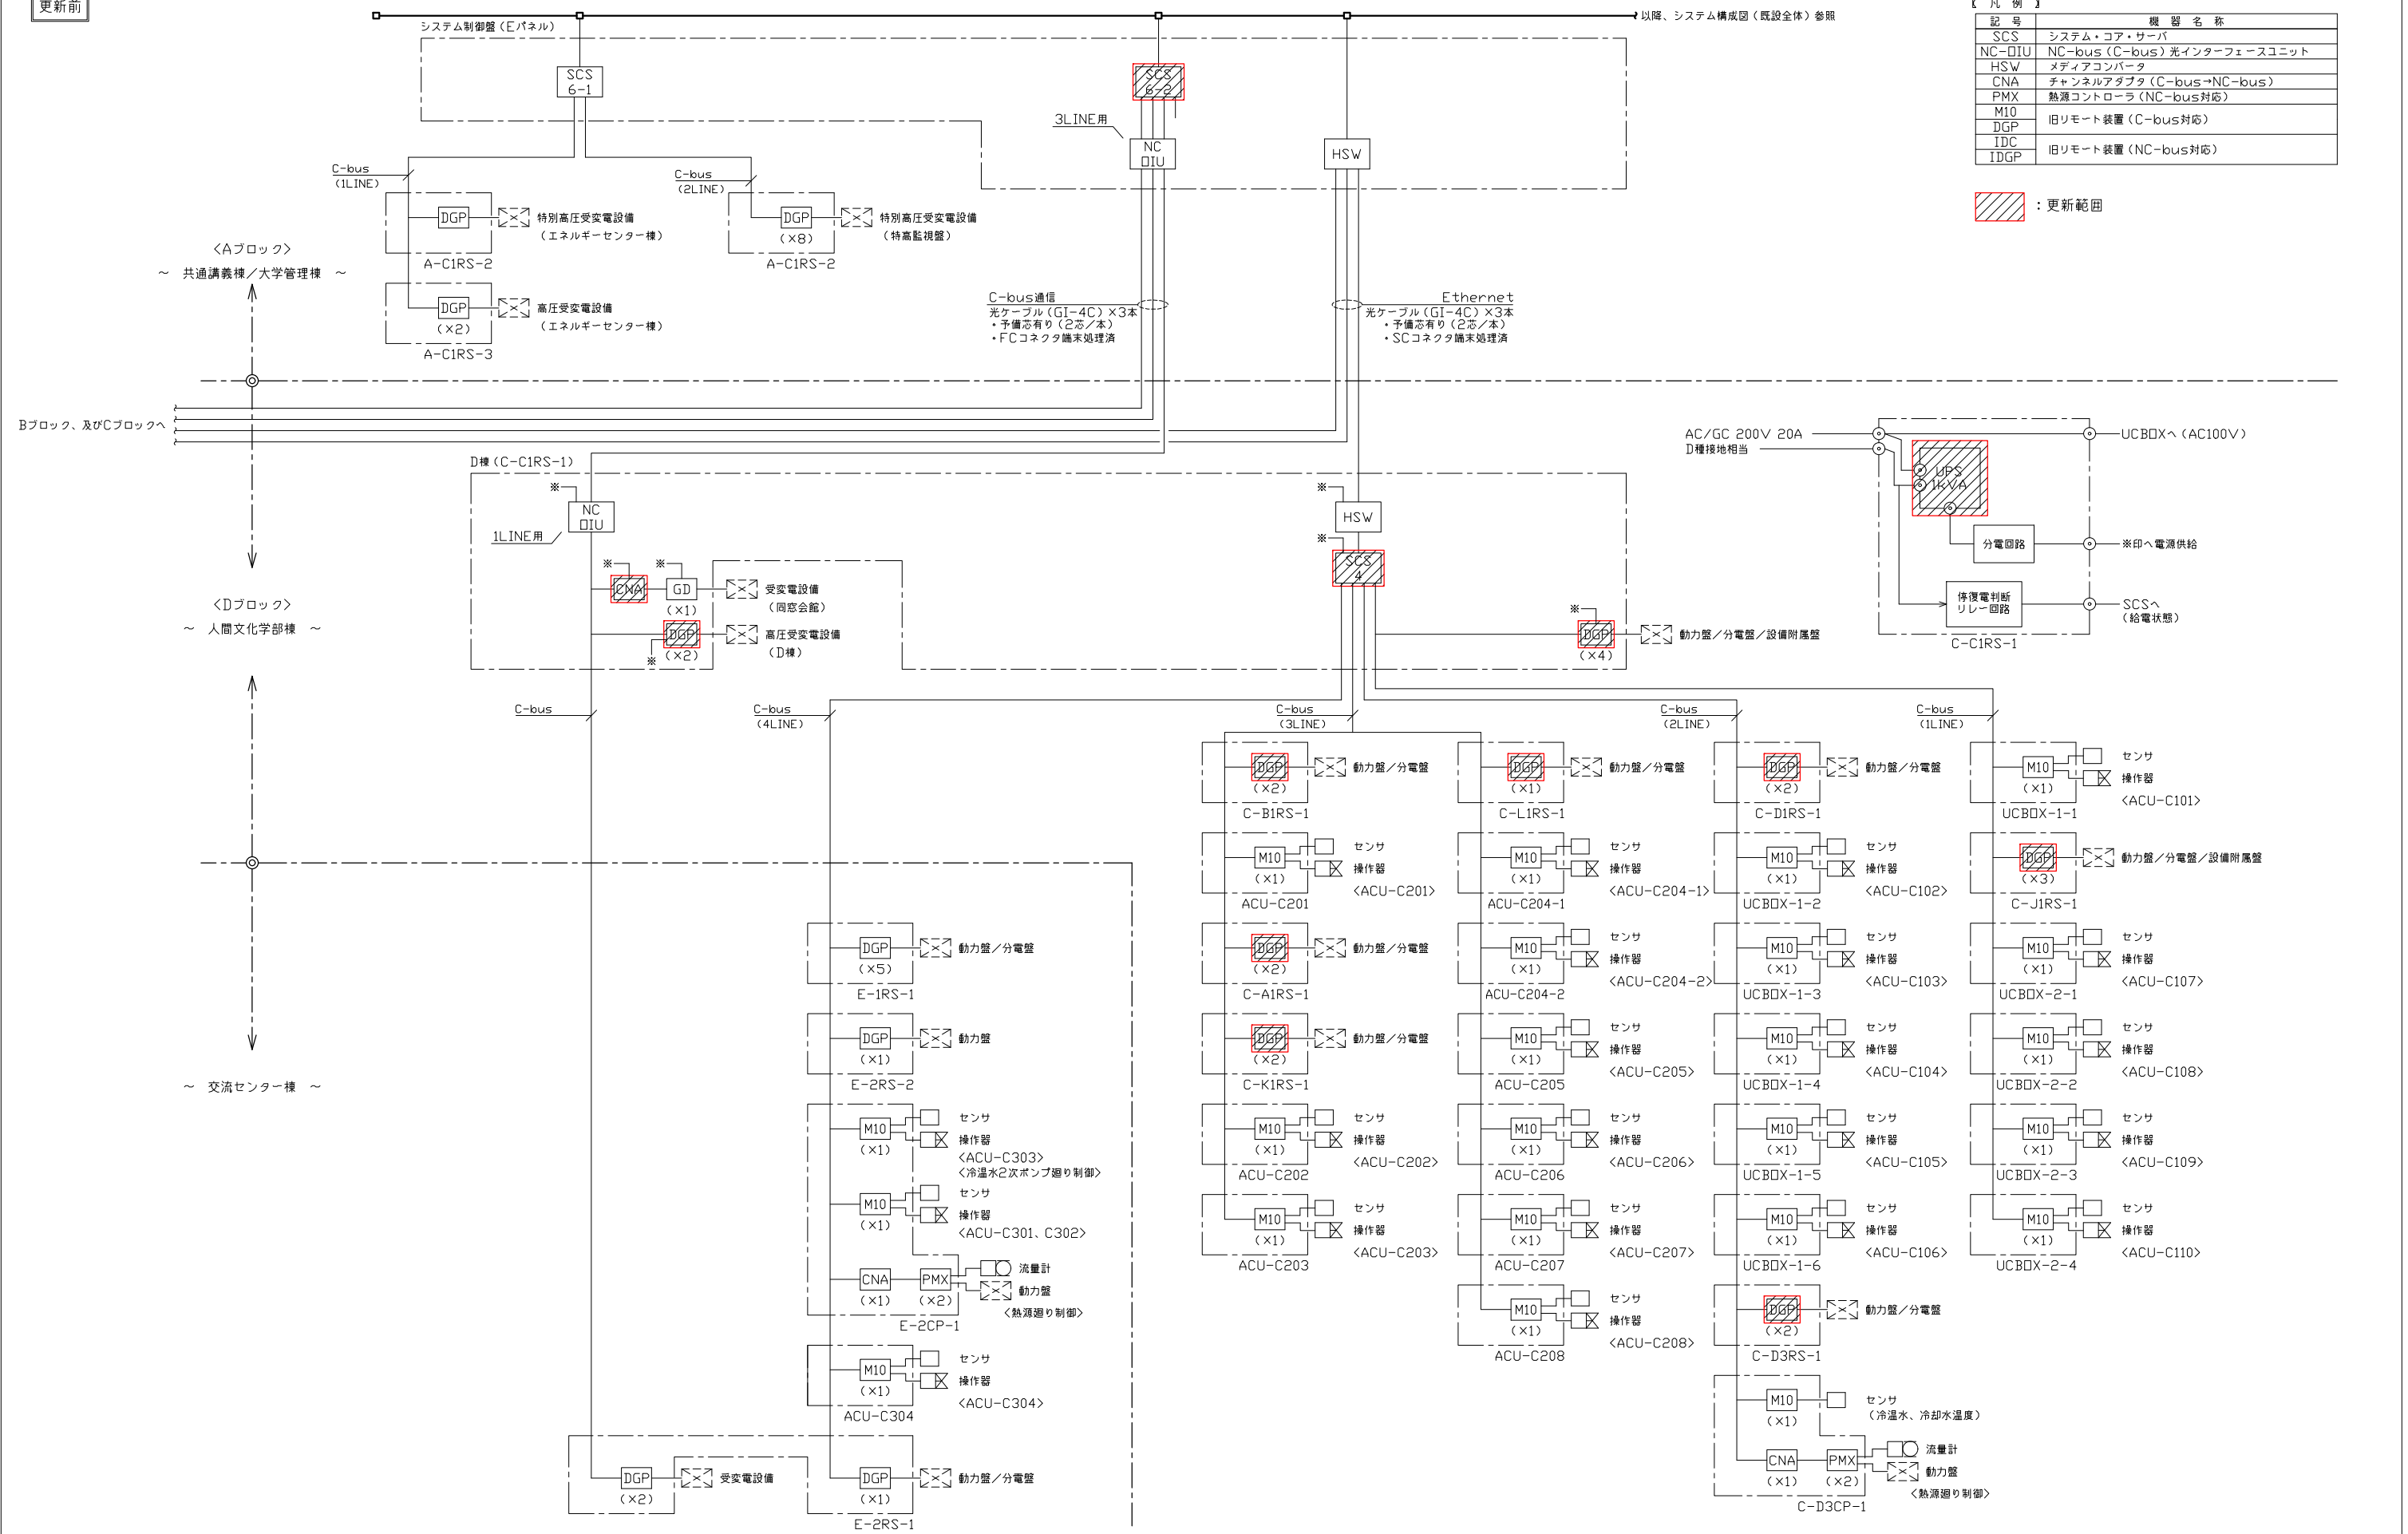 更新前
システム制御盤（Eパネル）
以降、システム構成図（既設全体）参照
【 凡 例 】
記 号 機 器 名 称
SCS システム・コア・サーバ
NC-OIU NC-bus（C-bus）光インターフェースユニット
HSW メディアコンバータ
CNA チャンネルアダプタ（C-bus→NC-bus）
PMX 熱源コントローラ（NC-bus対応）
M10
DGP
旧リモート装置（C-bus対応）
IDC
IDGP
旧リモート装置（NC-bus対応）
：更新範囲
SCS
6-1
SCS
6-2
3LINE用
NC
OIU
HSW
C-bus
（1LINE）
C-bus
（2LINE）
DGP
特別高圧受変電設備
（エネルギーセンター棟）
A-C1RS-2
DGP
（×8）
特別高圧受変電設備
（特高監視盤）
A-C1RS-2
DGP
（×2）
高圧受変電設備
（エネルギーセンター棟）
A-C1RS-3
〈Aブロック〉
～ 共通講義棟／大学管理棟 ～
C-bus通信
光ケーブル（GI-4C）×3本
・予備芯有り（2芯／本）
・FCコネクタ端末処理済
Ethernet
光ケーブル（GI-4C）×3本
・予備芯有り（2芯／本）
・SCコネクタ端末処理済
Bブロック、及びCブロックへ
D棟（C-C1RS-1）
※
NC
OIU
1LINE用
※
CNA
※
GD
（×1）
受変電設備
（同窓会館）
DGP
※
（×2）
高圧受変電設備
（D棟）
※
HSW
※
SCS
4
※
DGP
（×4）
動力盤／分電盤／設備附属盤
AC/GC 200V 20A
D種接地相当
UPS
1kVA
UCBOXへ（AC100V）
分電回路
※印へ電源供給
停復電判断
リレー回路
SCSへ
（給電状態）
C-C1RS-1
〈Dブロック〉
～ 人間文化学部棟 ～
～ 交流センター棟 ～
C-bus
C-bus
（4LINE）
C-bus
（3LINE）
C-bus
（2LINE）
C-bus
（1LINE）
DGP
（×5）
動力盤／分電盤
E-1RS-1
DGP
（×1）
動力盤
E-2RS-2
M10
（×1）
センサ
操作器
〈ACU-C303〉
〈冷温水2次ポンプ廻り制御〉
M10
（×1）
センサ
操作器
〈ACU-C301、C302〉
CNA
（×1）
PMX
（×2）
流量計
動力盤
〈熱源廻り制御〉
E-2CP-1
M10
（×1）
センサ
操作器
〈ACU-C304〉
ACU-C304
DGP
（×2）
受変電設備
DGP
（×1）
動力盤／分電盤
E-2RS-1
DGP
（×2）
動力盤／分電盤
C-B1RS-1
M10
（×1）
センサ
操作器
〈ACU-C201〉
ACU-C201
DGP
（×2）
動力盤／分電盤
C-A1RS-1
DGP
（×2）
動力盤／分電盤
C-K1RS-1
M10
（×1）
センサ
操作器
〈ACU-C202〉
ACU-C202
M10
（×1）
センサ
操作器
〈ACU-C203〉
ACU-C203
DGP
（×1）
動力盤／分電盤
C-L1RS-1
M10
（×1）
センサ
操作器
〈ACU-C204-1〉
ACU-C204-1
M10
（×1）
センサ
操作器
〈ACU-C204-2〉
ACU-C204-2
M10
（×1）
センサ
操作器
〈ACU-C205〉
ACU-C205
M10
（×1）
センサ
操作器
〈ACU-C206〉
ACU-C206
M10
（×1）
センサ
操作器
〈ACU-C207〉
ACU-C207
M10
（×1）
センサ
操作器
〈ACU-C208〉
ACU-C208
DGP
（×2）
動力盤／分電盤
C-D1RS-1
M10
（×1）
センサ
操作器
〈ACU-C102〉
UCBOX-1-2
M10
（×1）
センサ
操作器
〈ACU-C103〉
UCBOX-1-3
M10
（×1）
センサ
操作器
〈ACU-C104〉
UCBOX-1-4
M10
（×1）
センサ
操作器
〈ACU-C105〉
UCBOX-1-5
M10
（×1）
センサ
操作器
〈ACU-C106〉
UCBOX-1-6
DGP
（×2）
動力盤／分電盤
C-D3RS-1
M10
（×1）
センサ
（冷温水、冷却水温度）
CNA
（×1）
PMX
（×2）
流量計
動力盤
〈熱源廻り制御〉
C-D3CP-1
M10
（×1）
センサ
操作器
〈ACU-C101〉
UCBOX-1-1
DGP
（×3）
動力盤／分電盤／設備附属盤
C-J1RS-1
M10
（×1）
センサ
操作器
〈ACU-C107〉
UCBOX-2-1
M10
（×1）
センサ
操作器
〈ACU-C108〉
UCBOX-2-2
M10
（×1）
センサ
操作器
〈ACU-C109〉
UCBOX-2-3
M10
（×1）
センサ
操作器
〈ACU-C110〉
UCBOX-2-4